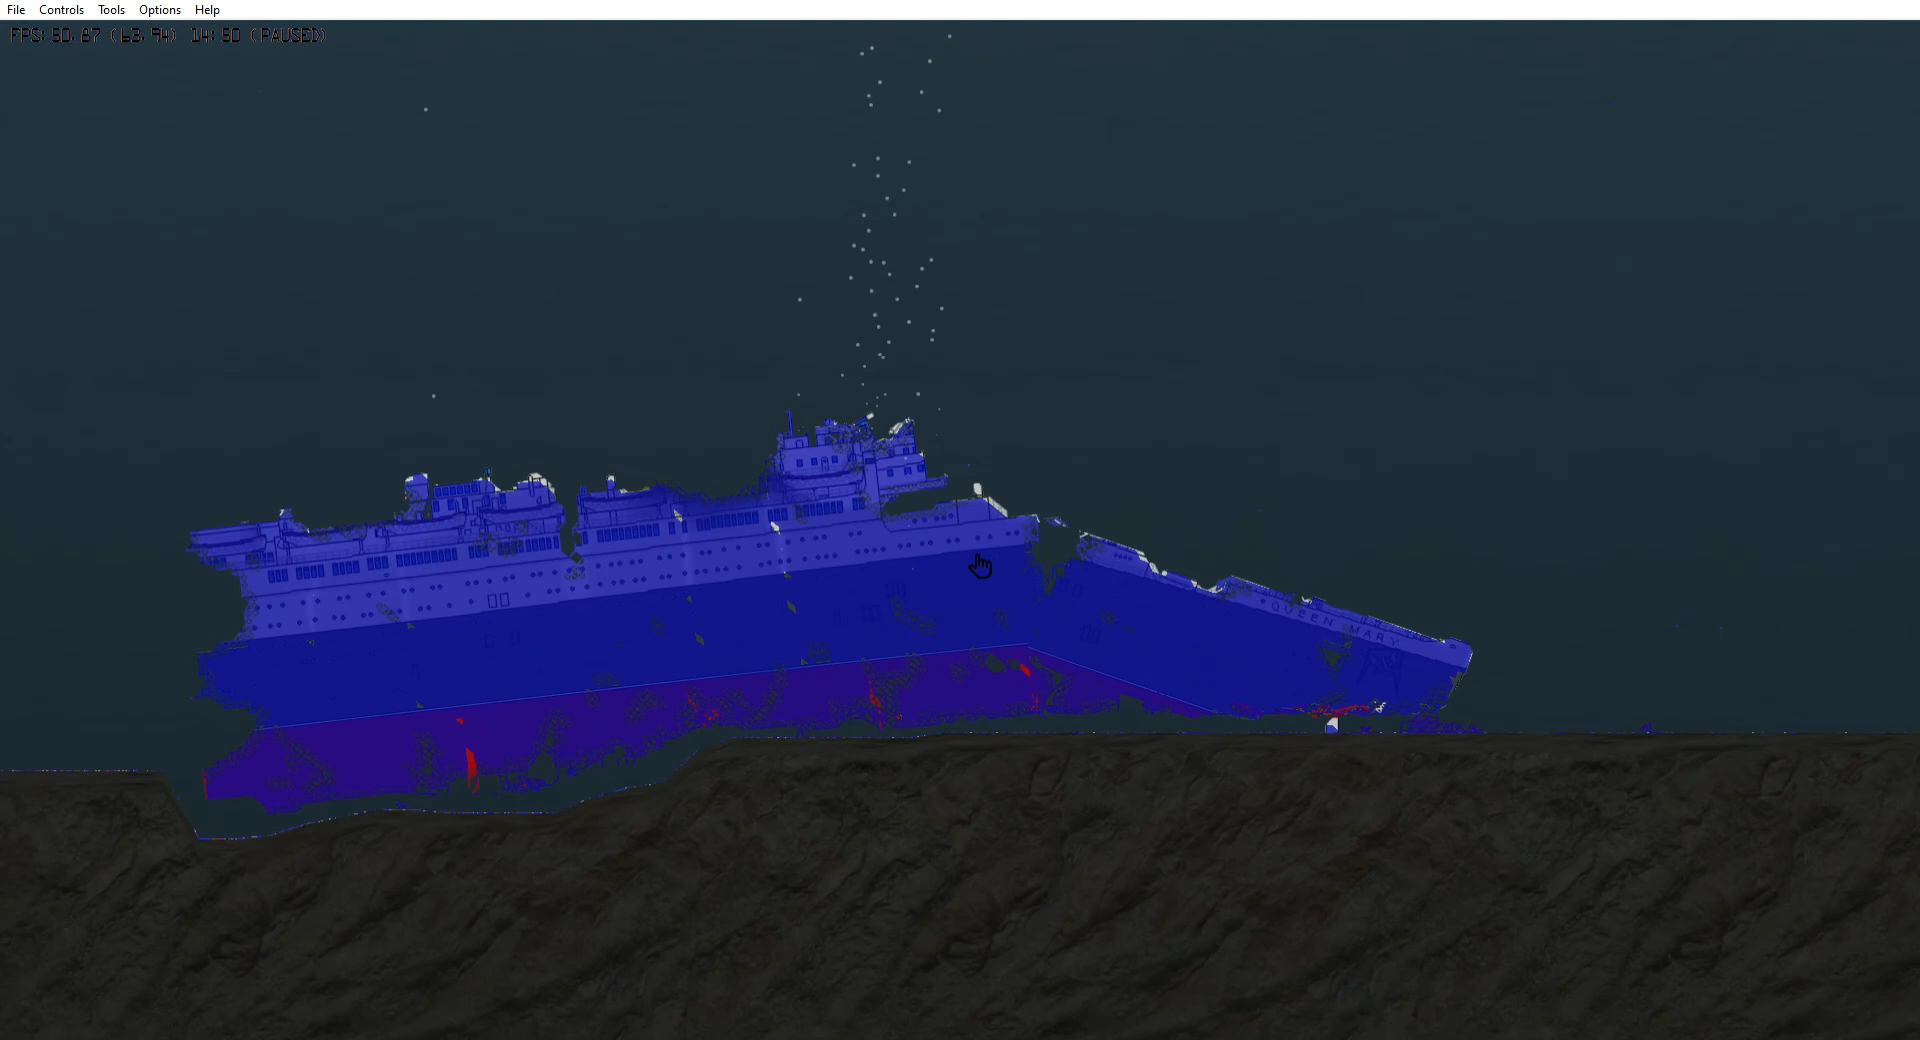 File Controls Tools Options Help
FPS: 50.87 (63.94) 14:50 (PAUSED)
QUEEN MARY